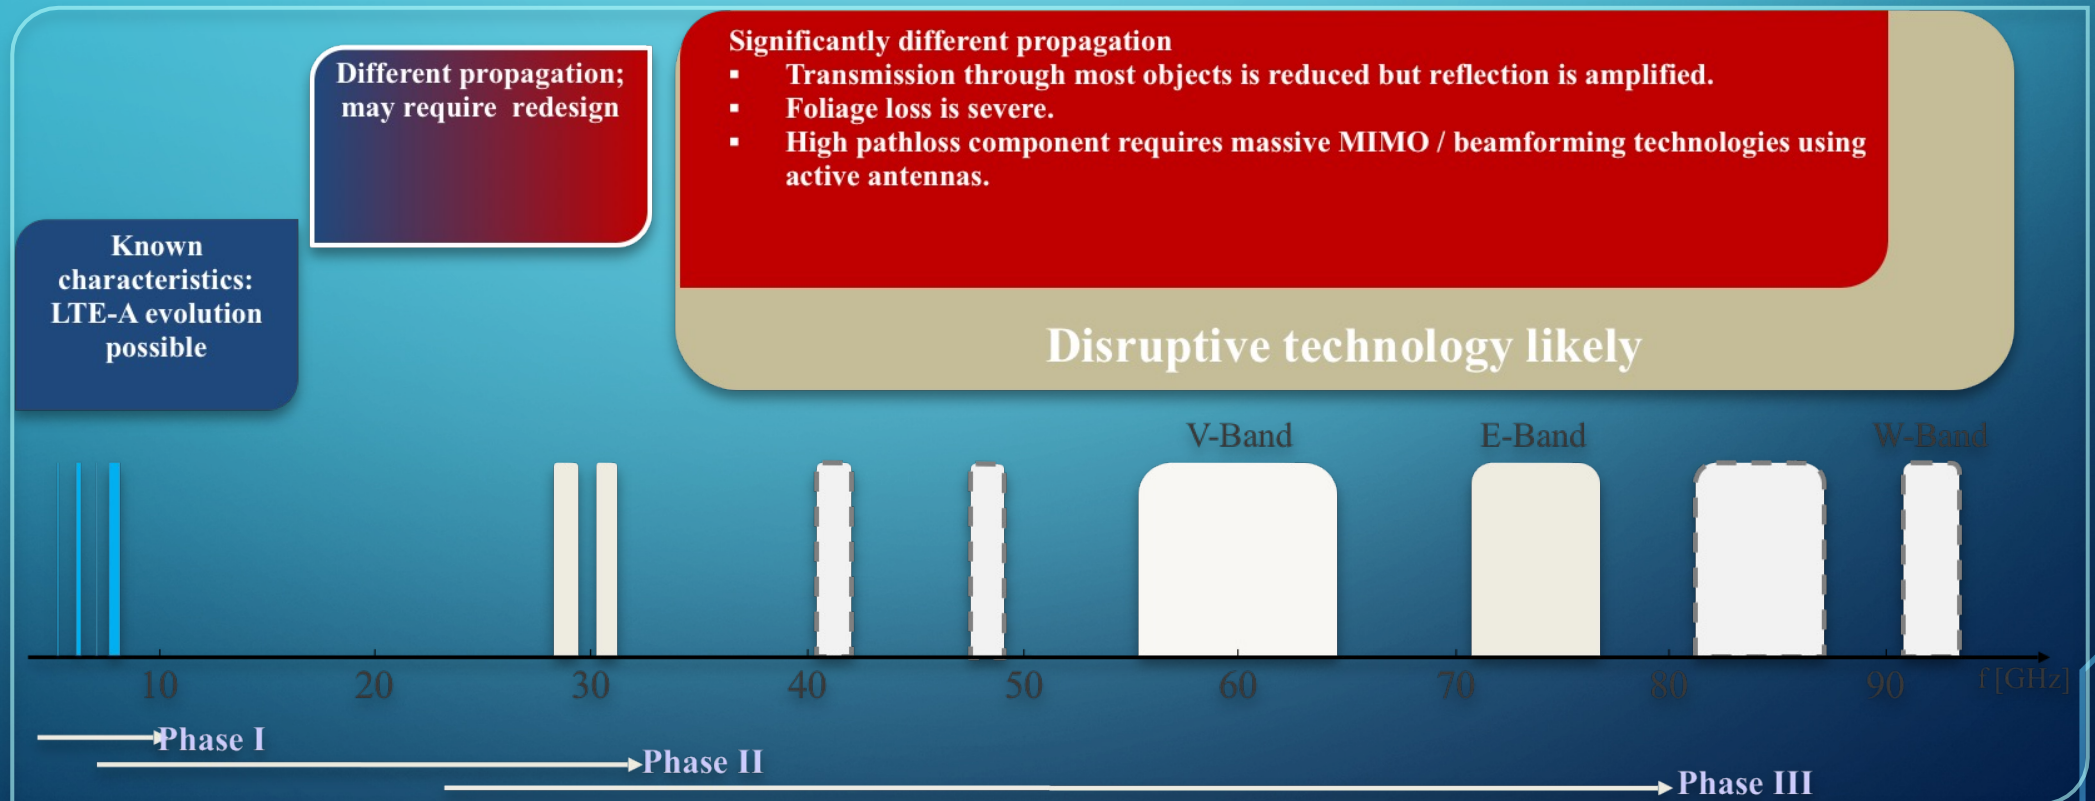 Different propagation;
may require redesign
Significantly different propagation
▪ Transmission through most objects is reduced but reflection is amplified.
▪ Foliage loss is severe.
▪ High pathloss component requires massive MIMO / beamforming technologies using
active antennas.
Known
characteristics:
LTE-A evolution
possible
Disruptive technology likely
V-Band E-Band W-Band
10 20 30 40 50 60 70 80 90 f [GHz]
Phase I
Phase II
Phase III